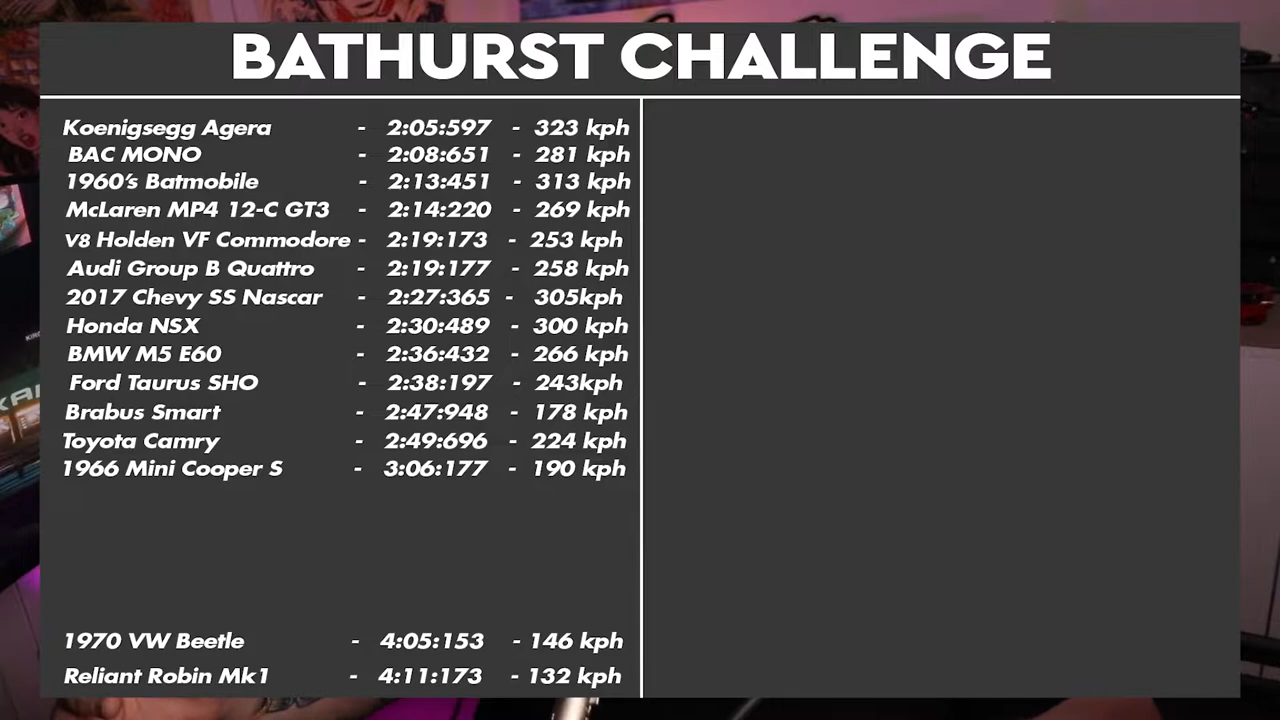 BATHURST CHALLENGE
Koenigsegg Agera - 2:05:597 - 323 kph
BAC MONO - 2:08:651 - 281 kph
1960's Batmobile - 2:13:451 - 313 kph
McLaren MP4 12-C GT3 - 2:14:220 - 269 kph
V8 Holden VF Commodore - 2:19:173 - 253 kph
Audi Group B Quattro - 2:19:177 - 258 kph
2017 Chevy SS Nascar - 2:27:365 - 305kph
Honda NSX - 2:30:489 - 300 kph
BMW M5 E60 - 2:36:432 - 266 kph
Ford Taurus SHO - 2:38:197 - 243kph
Brabus Smart - 2:47:948 - 178 kph
Toyota Camry - 2:49:696 - 224 kph
1966 Mini Cooper S - 3:06:177 - 190 kph
1970 VW Beetle - 4:05:153 - 146 kph
Reliant Robin Mk1 - 4:11:173 - 132 kph